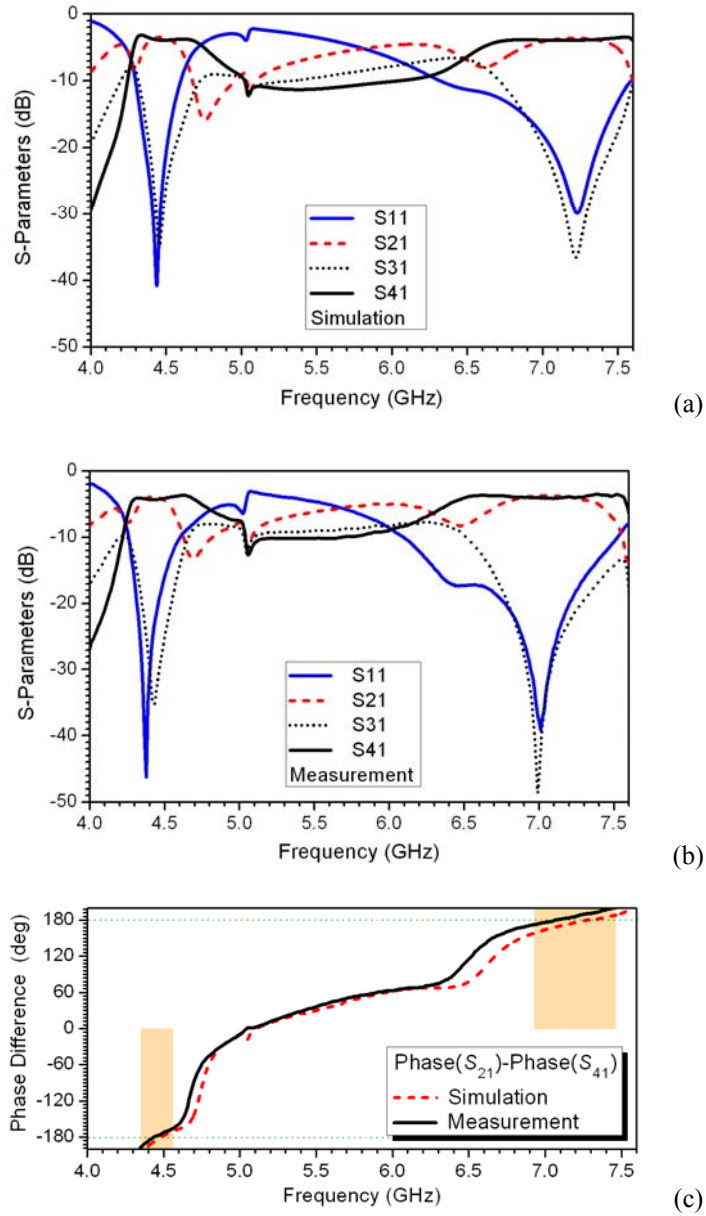 0
-10
-20
-30
-40
-50
S-Parameters (dB)
S11
S21
S31
S41
Simulation
4.0 4.5 5.0 5.5 6.0 6.5 7.0 7.5
Frequency (GHz)
(a)
0
-10
-20
-30
-40
-50
S-Parameters (dB)
S11
S21
S31
S41
Measurement
4.0 4.5 5.0 5.5 6.0 6.5 7.0 7.5
Frequency (GHz)
(b)
180
120
60
0
-60
-120
-180
Phase Difference (deg)
Phase(S21)-Phase(S41)
Simulation
Measurement
4.0 4.5 5.0 5.5 6.0 6.5 7.0 7.5
Frequency (GHz)
(c)